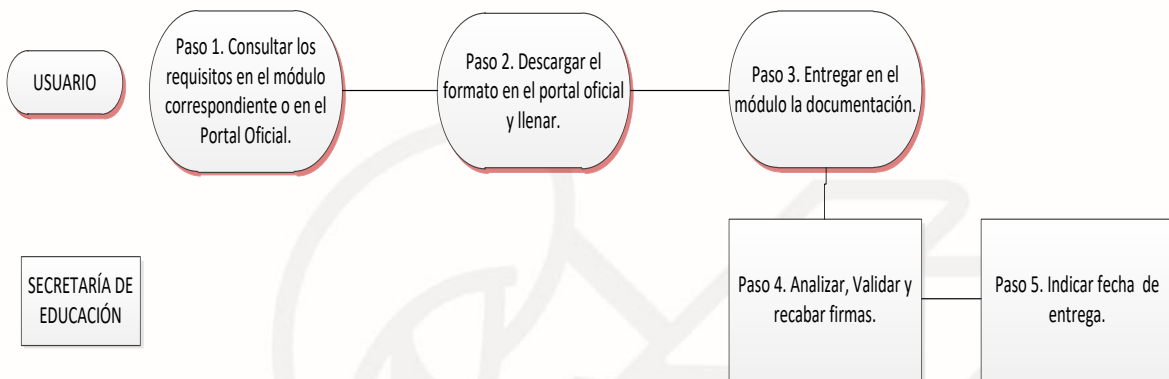 USUARIO
Paso 1. Consultar los
requisitos en el módulo
correspondiente o en el
Portal Oficial.
Paso 2. Descargar el
formato en el portal oficial
y llenar.
Paso 3. Entregar en el
módulo la documentación.
SECRETARÍA DE
EDUCACIÓN
Paso 4. Analizar, Validar y
recabar firmas.
Paso 5. Indicar fecha de
entrega.